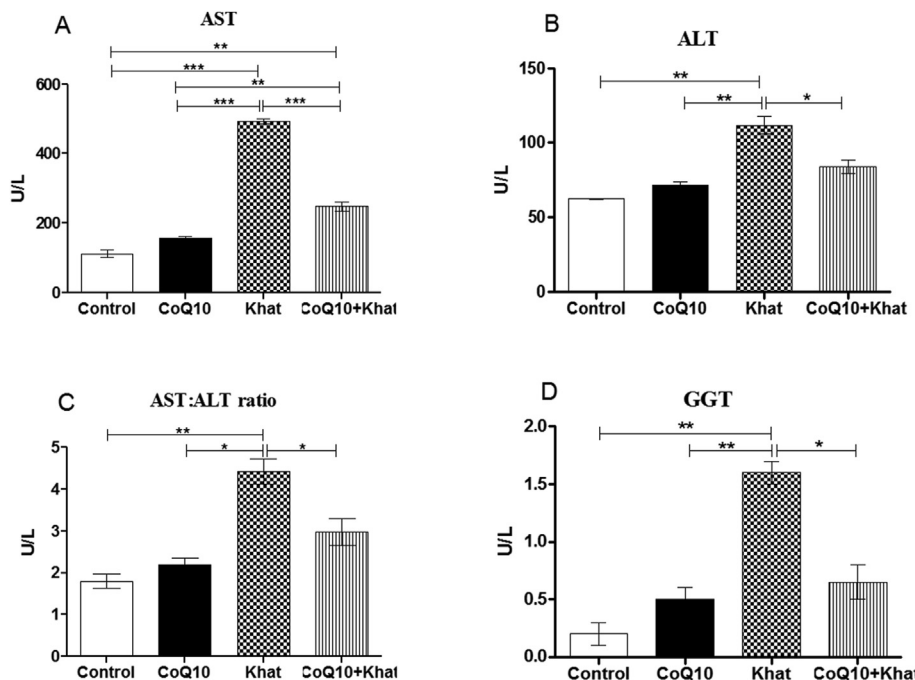 A
AST
**
***
**
***
***
600
400
200
0
U/L
Control
CoQ10
Khat
CoQ10+Khat
B
ALT
**
**
*
150
100
50
0
U/L
Control
CoQ10
Khat
CoQ10+Khat
C
AST:ALT ratio
**
*
*
5
4
3
2
1
0
U/L
Control
CoQ10
Khat
CoQ10+Khat
D
GGT
**
**
*
2.0
1.5
1.0
0.5
0.0
U/L
Control
CoQ10
Khat
CoQ10+Khat